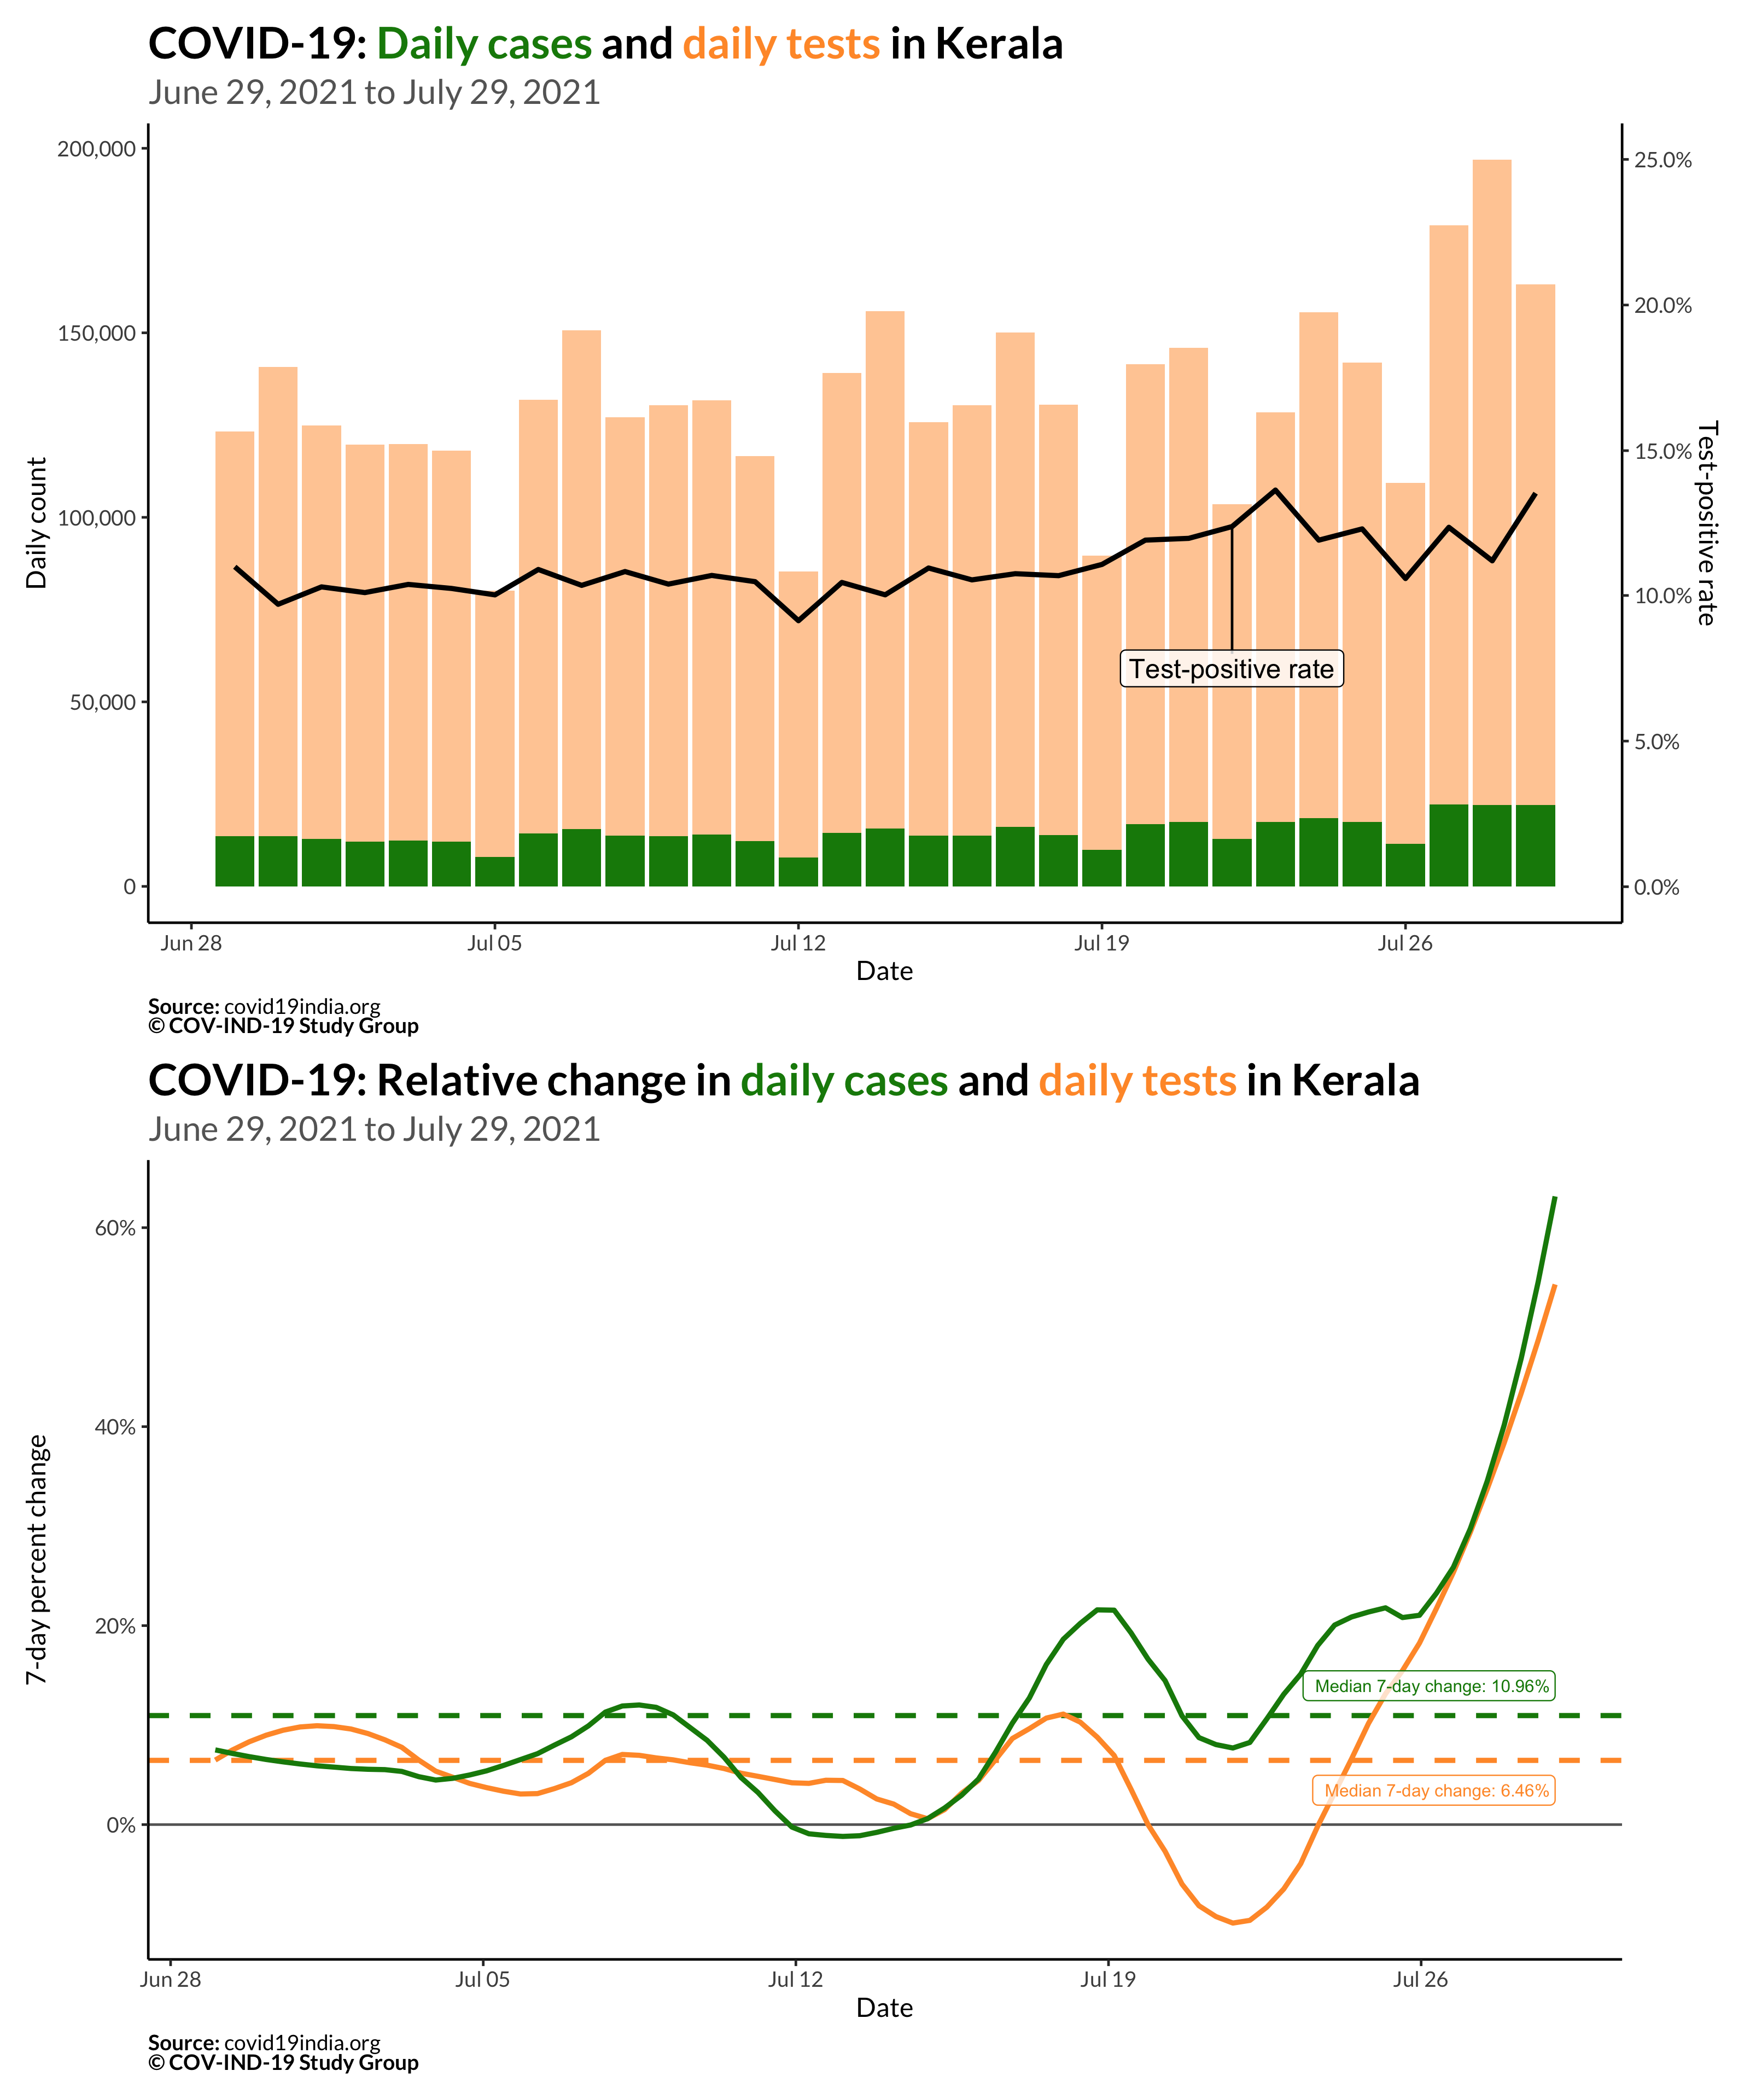 COVID-19: Daily cases and daily tests in Kerala
June 29, 2021 to July 29, 2021
200,000
150,000
100,000
50,000
0
Daily count
25.0%
20.0%
15.0%
10.0%
5.0%
0.0%
Test-positive rate
Test-positive rate
Jun 28
Jul 05
Jul 12
Jul 19
Jul 26
Date
Source: covid19india.org
© COV-IND-19 Study Group
COVID-19: Relative change in daily cases and daily tests in Kerala
June 29, 2021 to July 29, 2021
60%
40%
20%
0%
7-day percent change
Median 7-day change: 10.96%
Median 7-day change: 6.46%
Jun 28
Jul 05
Jul 12
Jul 19
Jul 26
Date
Source: covid19india.org
© COV-IND-19 Study Group